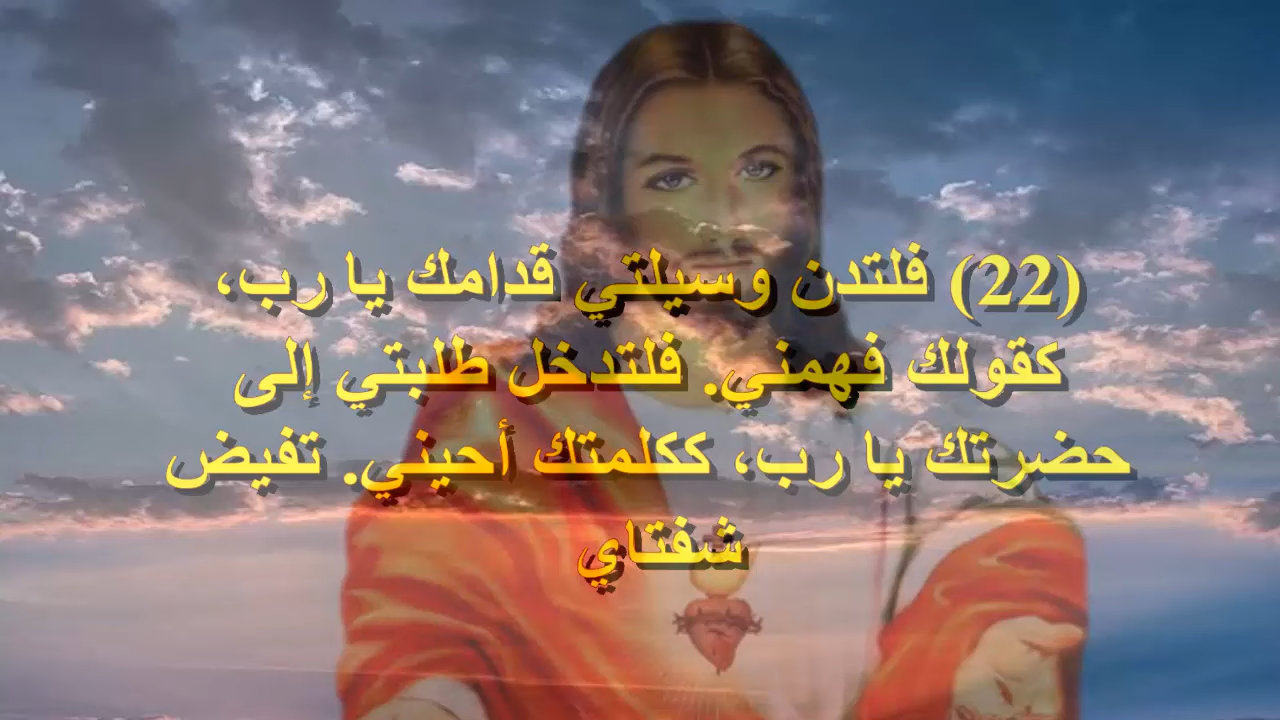 (22) فلتدن وسيلتي قدامك يا رب،
كقولك فهمني. فلتدخل طلبتي إلى
حضرتك يا رب، ككلمتك أحيني. تفيض
شفتاي